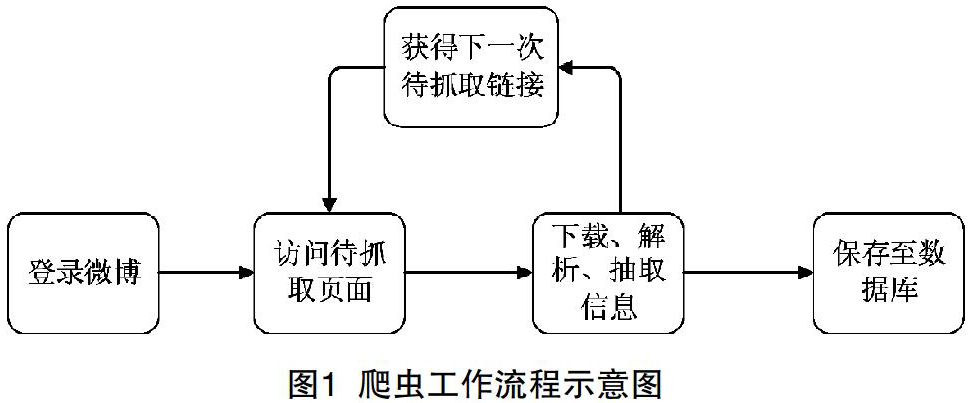 获得下一次
待抓取链接
登录微博
访问待抓
取页面
下载、解
析、抽取
信息
保存至数
据库
图1 爬虫工作流程示意图